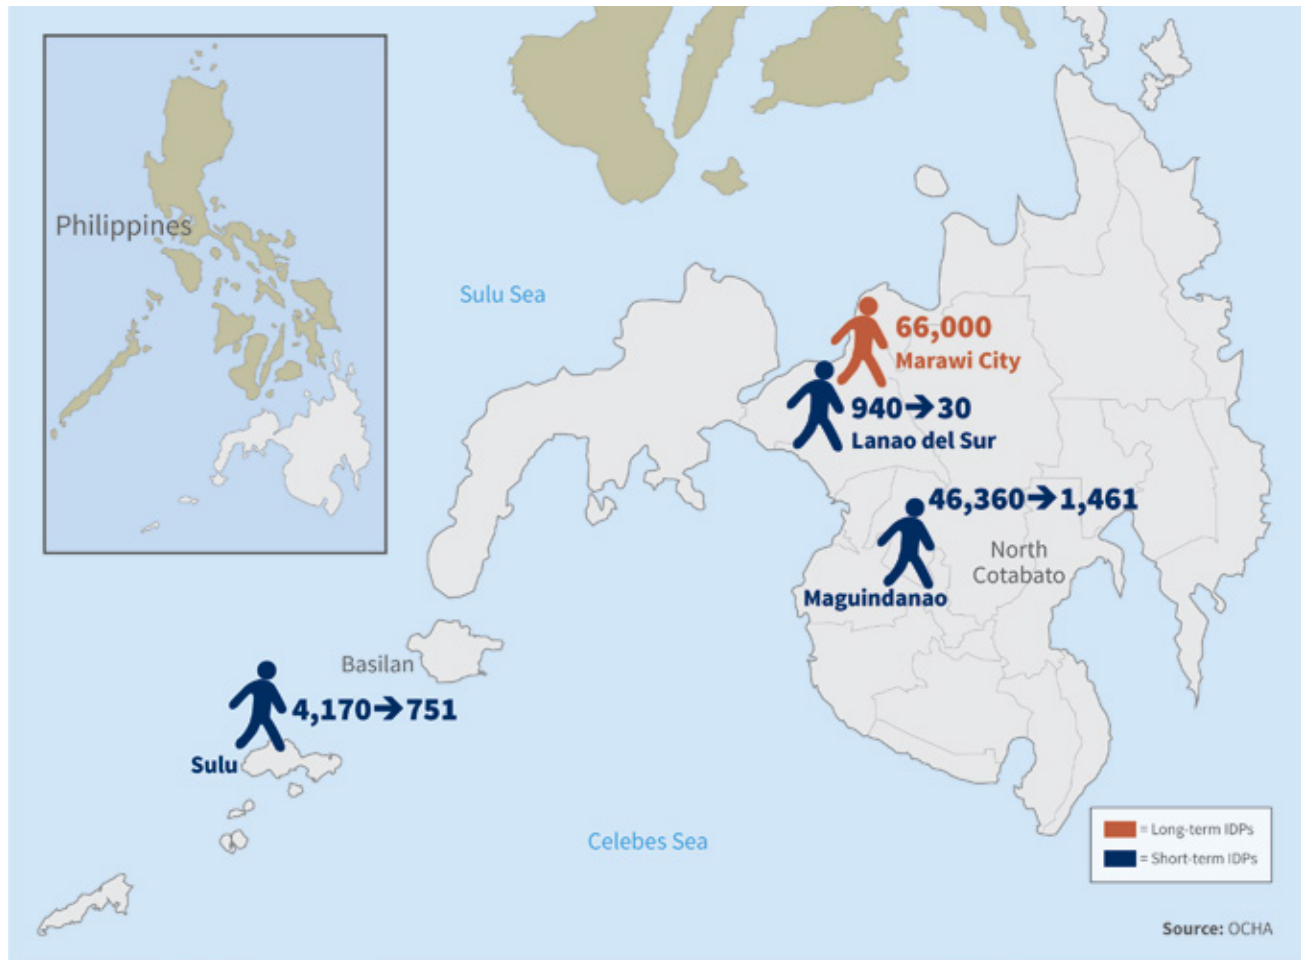 Philippines
Sulu Sea
66,000
Marawi City
940➔30
Lanao del Sur
46,360➔1,461
North
Cotabato
Maguindanao
Basilan
4,170➔751
Sulu
Celebes Sea
= Long-term IDPs
= Short-term IDPs
Source: OCHA